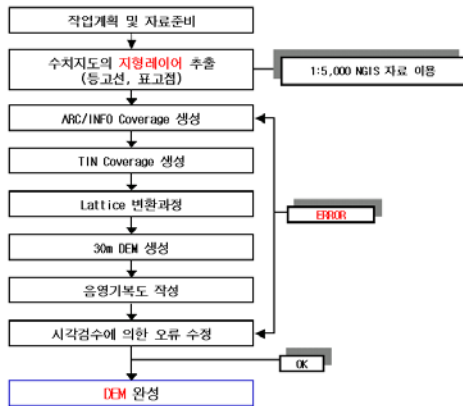 작업계획 및 자료준비
수치지도의 지형레이어 추출
(등고선, 표고점)
1:5,000 NGIS 자료 이용
ARC/INFO Coverage 생성
TIN Coverage 생성
Lattice 변환과정
ERROR
30m DEM 생성
음영기복도 작성
시각검수에 의한 오류 수정
OK
DEM 완성